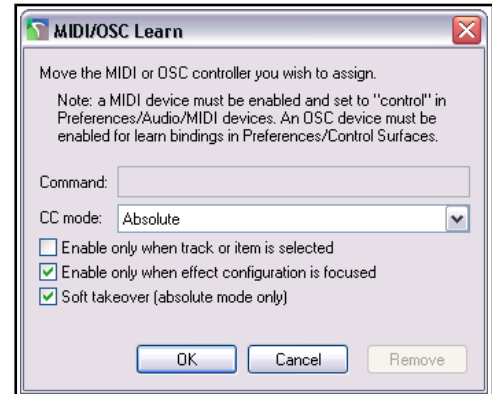 MIDI/OSC Learn
Move the MIDI or OSC controller you wish to assign.
Note: a MIDI device must be enabled and set to "control" in
Preferences/Audio/MIDI devices. An OSC device must be
enabled for learn bindings in Preferences/Control Surfaces.
Command:
CC mode: Absolute
Enable only when track or item is selected
Enable only when effect configuration is focused
Soft takeover (absolute mode only)
OK Cancel Remove